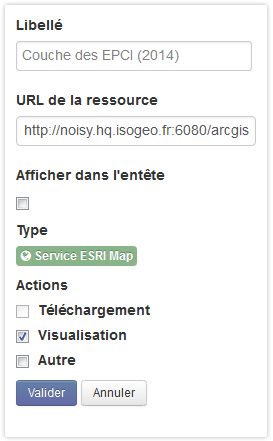 Libellé
Couche des EPCI (2014)
URL de la ressource
http://noisy.hq.isogeo.fr:6080/arcgis
Afficher dans l'entête
Type
Service ESRI Map
Actions
Téléchargement
Visualisation
Autre
Valider Annuler